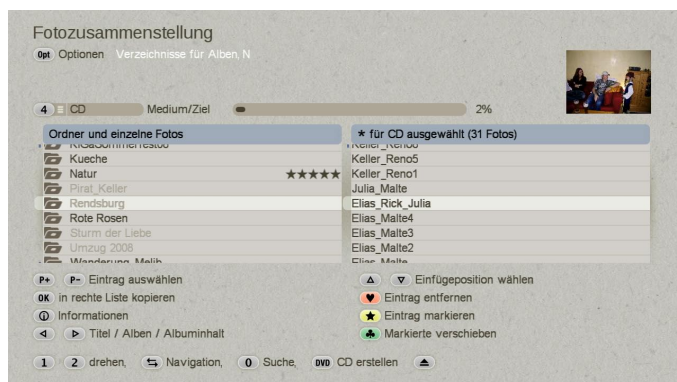 Fotozusammenstellung
Opt Optionen Verzeichnisse für Alben, N
4 CD Medium/Ziel 2%
Ordner und einzelne Fotos
Kueche
Natur ★★★★★
Pirat_Keller
Rendsburg
Rote Rosen
Sturm der Liebe
Umzug 2008
Wanderung_Melib
* für CD ausgewählt (31 Fotos)
Keller_Reno6
Keller_Reno5
Keller_Reno1
Julia_Malte
Elias_Rick_Julia
Elias_Malte4
Elias_Malte3
Elias_Malte2
Elias_Malte
P+ P- Eintrag auswählen
OK in rechte Liste kopieren
Informationen
Titel / Alben / Albuminhalt
Einfügeposition wählen
Eintrag entfernen
Eintrag markieren
Markierte verschieben
1 2 drehen, Navigation, 0 Suche, DVD CD erstellen